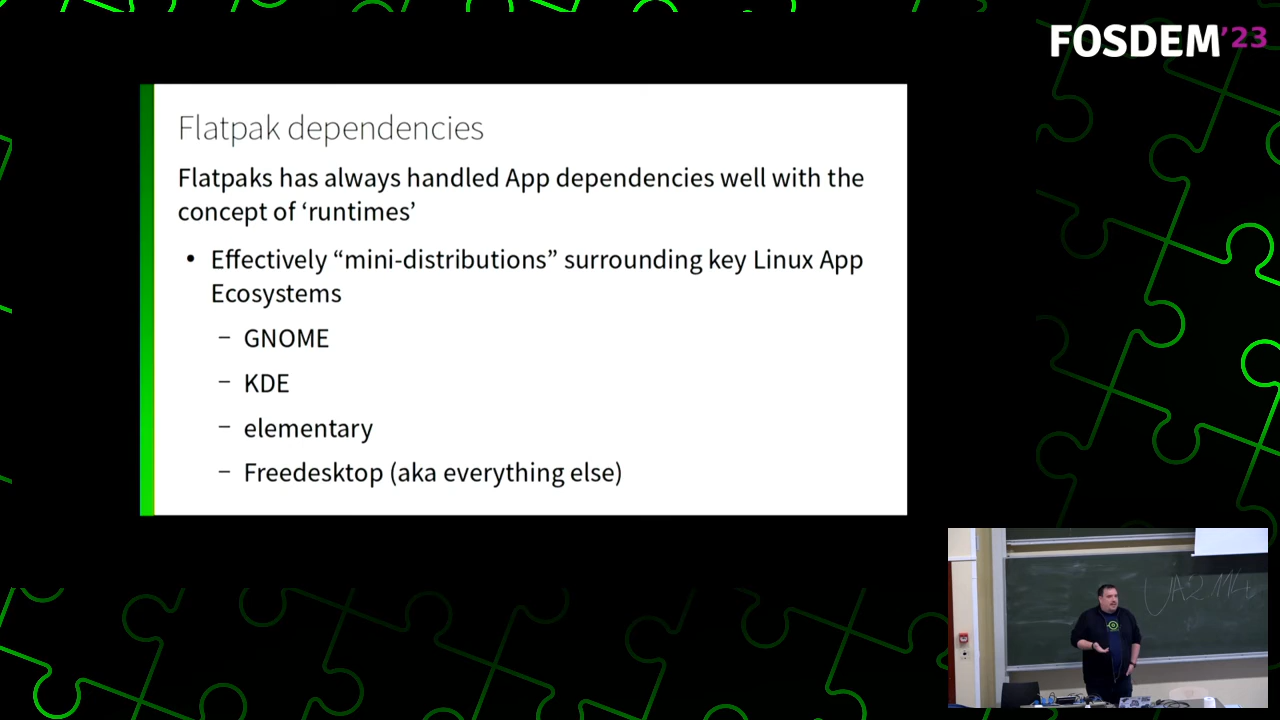 FOSDEM'23
Flatpak dependencies
Flatpaks has always handled App dependencies well with the
concept of ‘runtimes’
• Effectively “mini-distributions” surrounding key Linux App
Ecosystems
– GNOME
– KDE
– elementary
– Freedesktop (aka everything else)